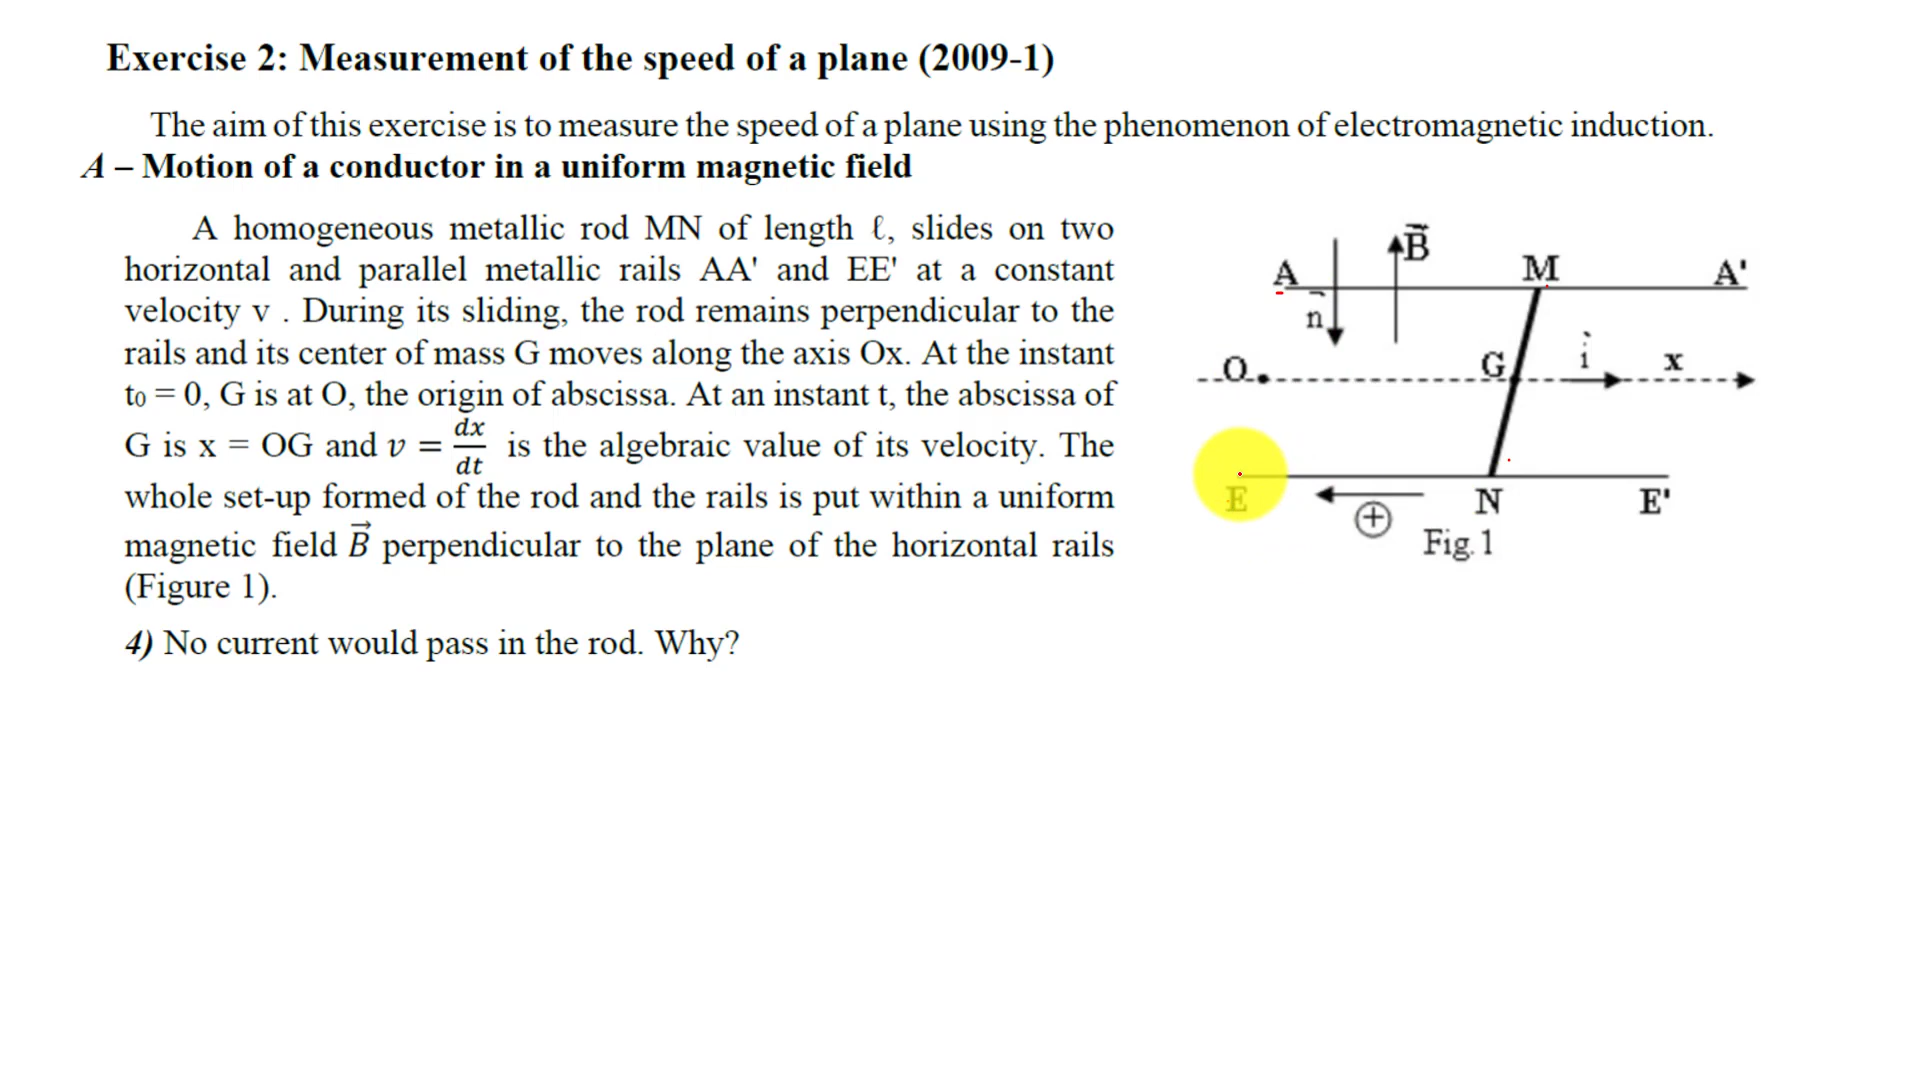 Exercise 2: Measurement of the speed of a plane (2009-1)
The aim of this exercise is to measure the speed of a plane using the phenomenon of electromagnetic induction.
A – Motion of a conductor in a uniform magnetic field
A homogeneous metallic rod MN of length ℓ, slides on two
horizontal and parallel metallic rails AA' and EE' at a constant
velocity v . During its sliding, the rod remains perpendicular to the
rails and its center of mass G moves along the axis Ox. At the instant
t0 = 0, G is at O, the origin of abscissa. At an instant t, the abscissa of
G is x = OG and v = dx/dt is the algebraic value of its velocity. The
whole set-up formed of the rod and the rails is put within a uniform
magnetic field B⃗ perpendicular to the plane of the horizontal rails
(Figure 1).
4) No current would pass in the rod. Why?
A
B⃗
M
A'
n
O
G
i
x
E
+
N
E'
Fig. 1